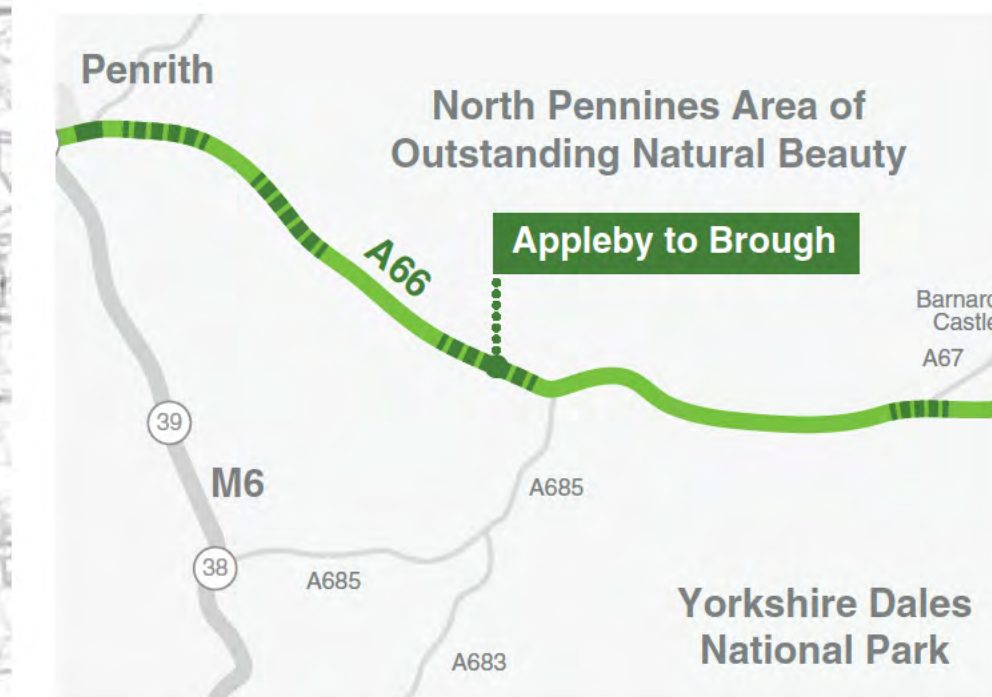 Penrith
North Pennines Area of
Outstanding Natural Beauty
Appleby to Brough
A66
Castle
A67
39
M6
A685
38
A685
Yorkshire Dales
National Park
A683